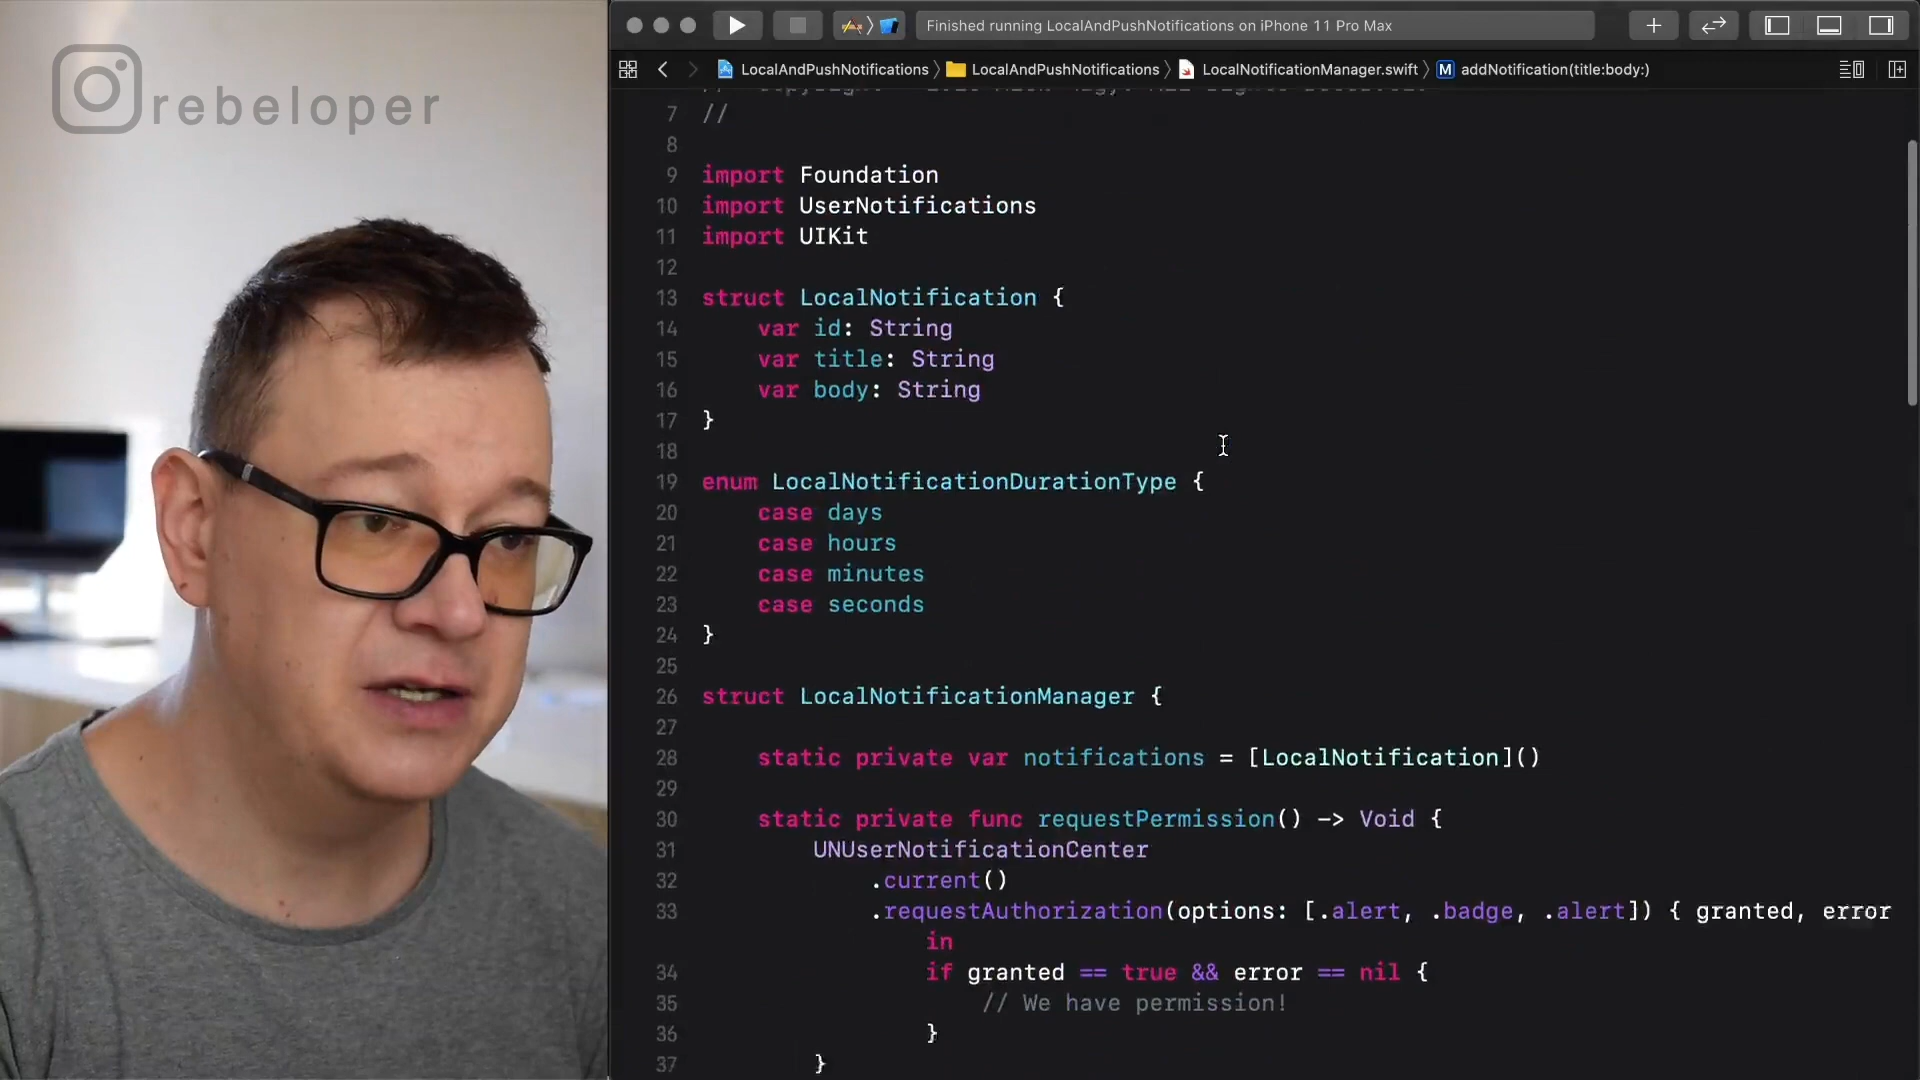 rebeloper
Finished running LocalAndPushNotifications on iPhone 11 Pro Max
LocalAndPushNotifications LocalAndPushNotifications LocalNotificationManager.swift M addNotification(title:body:)
7 //
8
9 import Foundation
10 import UserNotifications
11 import UIKit
12
13 struct LocalNotification {
14 var id: String
15 var title: String
16 var body: String
17 }
18
19 enum LocalNotificationDurationType {
20 case days
21 case hours
22 case minutes
23 case seconds
24 }
25
26 struct LocalNotificationManager {
27
28 static private var notifications = [LocalNotification]()
29
30 static private func requestPermission() -> Void {
31 UNUserNotificationCenter
32 .current()
33 .requestAuthorization(options: [.alert, .badge, .alert]) { granted, error
in
34 if granted == true && error == nil {
35 // We have permission!
36 }
37 }